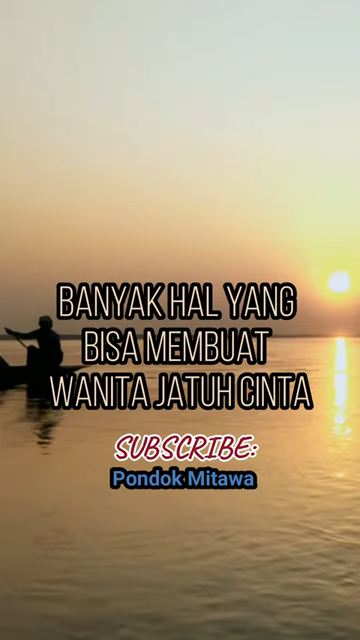 BANYAK HAL YANG
BISA MEMBUAT
WANITA JATUH CINTA
SUBSCRIBE:
Pondok Mitawa